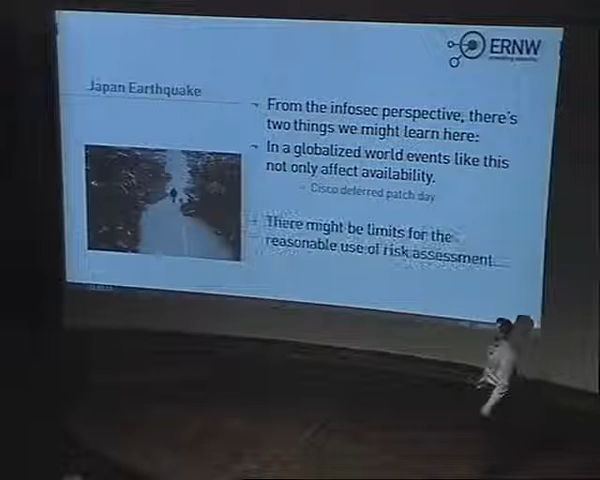 ERNW
Japan Earthquake
From the infosec perspective, there's
two things we might learn here:
In a globalized world events like this
not only affect availability.
Cisco deferred patch day
There might be limits for the
reasonable use of risk assessment